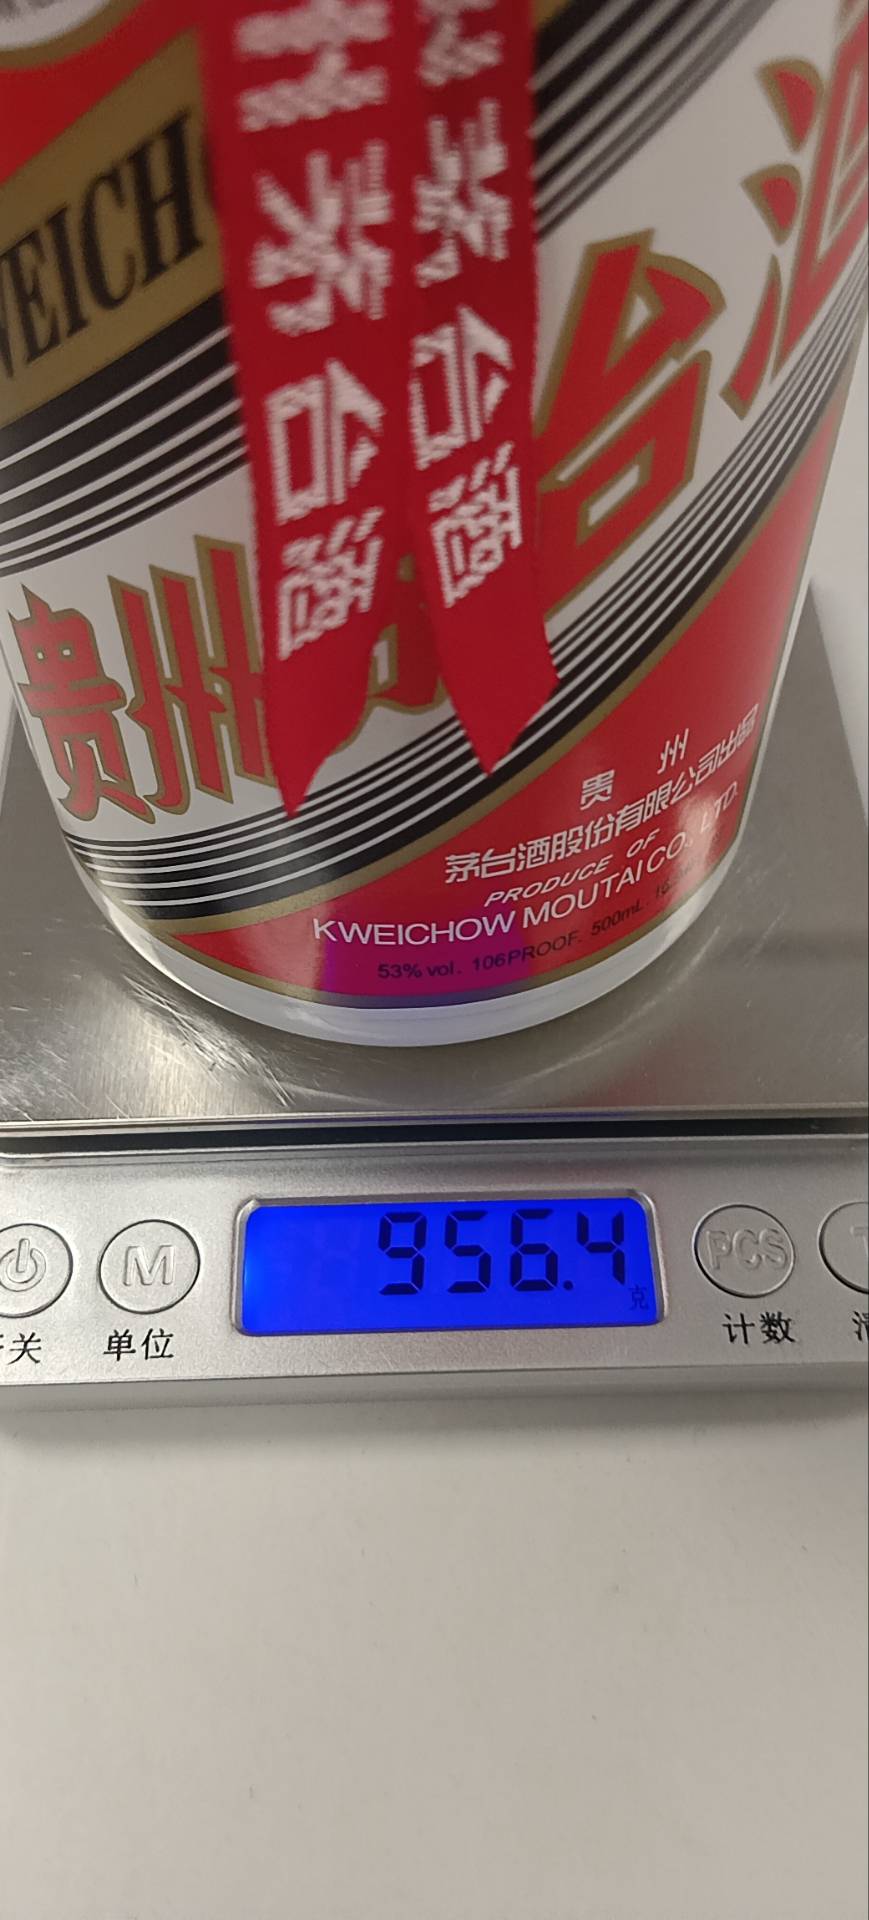 WEICH
茅台酒
茅台酒
贵州 台酒
贵 州
茅台酒股份有限公司出品
PRODUCE OF
KWEICHOW MOUTAI CO., LTD.
53% vol. 106PROOF. 500mL.
956.4
克
M
PCS
关
单位
计数